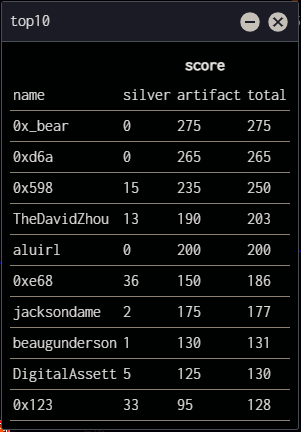 top10
score
name silver artifact total
0x_bear 0 275 275
0xd6a 0 265 265
0x598 15 235 250
TheDavidZhou 13 190 203
aluirl 0 200 200
0xe68 36 150 186
jacksondame 2 175 177
beaugunderson 1 130 131
DigitalAssett 5 125 130
0x123 33 95 128